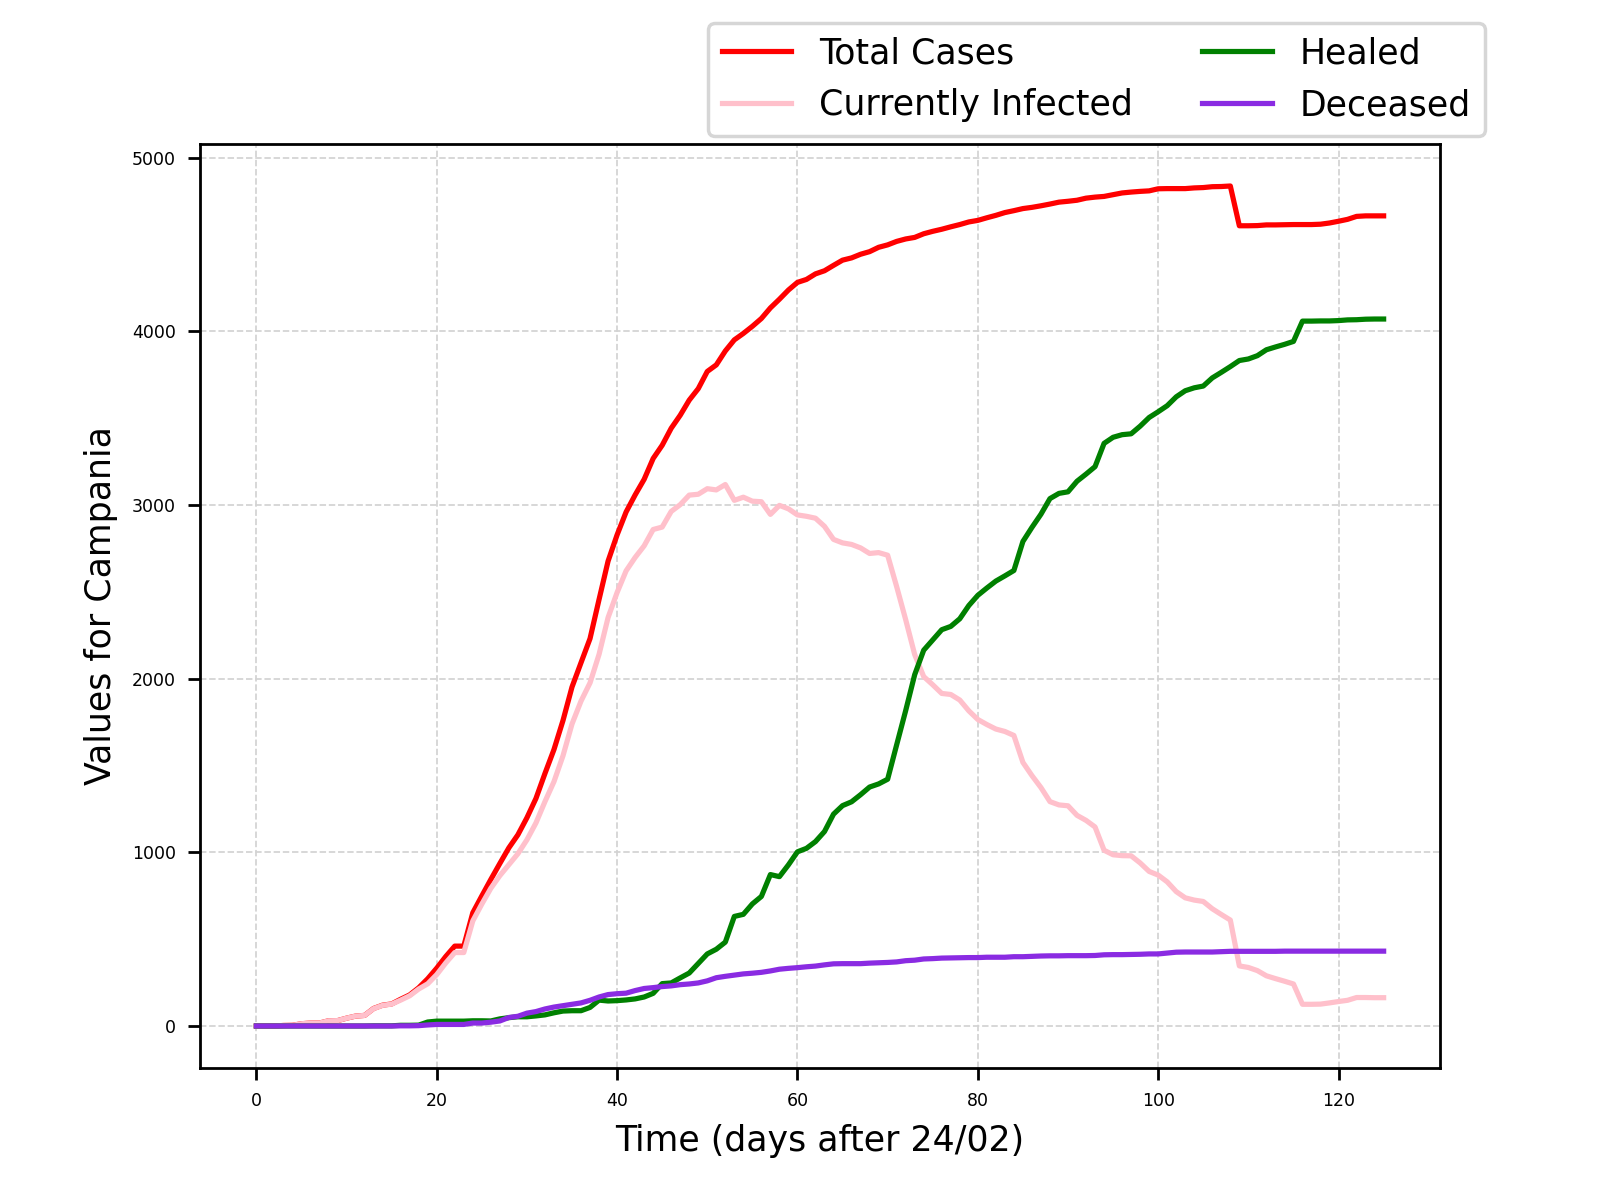 Total Cases
Currently Infected
Healed
Deceased
5000
4000
3000
2000
1000
0
Values for Campania
0 20 40 60 80 100 120
Time (days after 24/02)